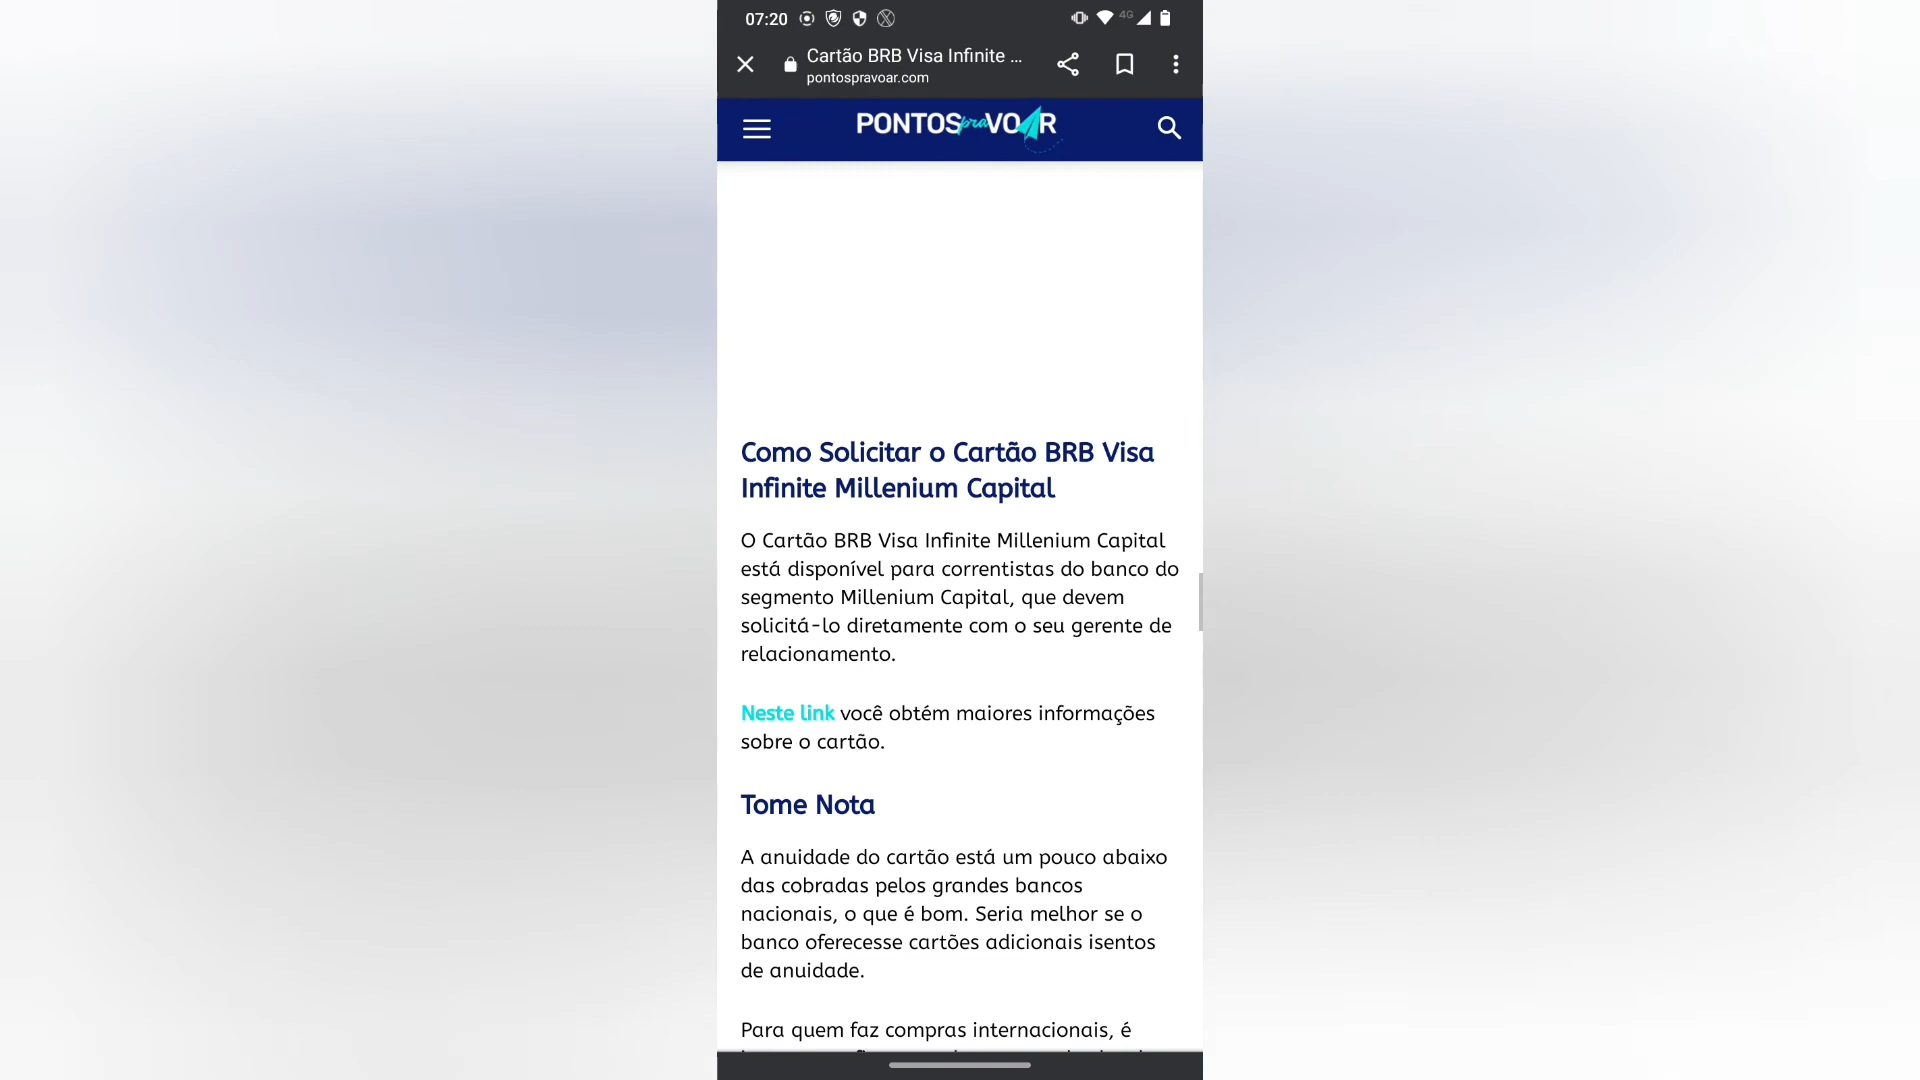 07:20
4G
Cartão BRB Visa Infinite ...
pontospravoar.com
PONTOS pra VOAR
Como Solicitar o Cartão BRB Visa
Infinite Millenium Capital
O Cartão BRB Visa Infinite Millenium Capital
está disponível para correntistas do banco do
segmento Millenium Capital, que devem
solicitá-lo diretamente com o seu gerente de
relacionamento.
Neste link você obtém maiores informações
sobre o cartão.
Tome Nota
A anuidade do cartão está um pouco abaixo
das cobradas pelos grandes bancos
nacionais, o que é bom. Seria melhor se o
banco oferecesse cartões adicionais isentos
de anuidade.
Para quem faz compras internacionais, é